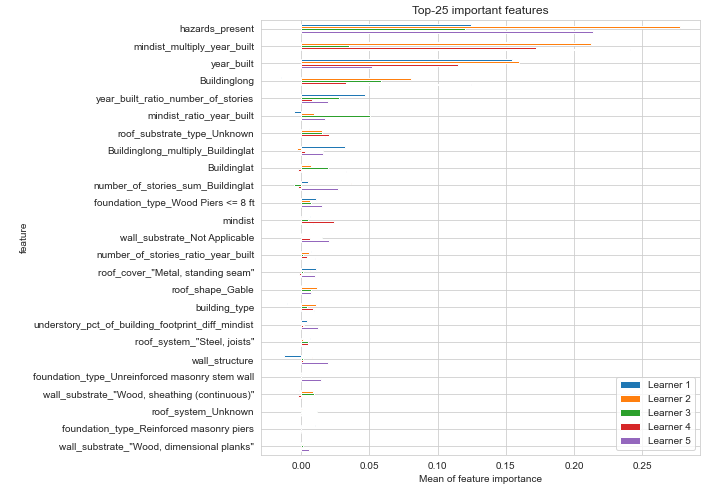 Top-25 important features
hazards_present
mindist_multiply_year_built
year_built
Buildinglong
year_built_ratio_number_of_stories
mindist_ratio_year_built
roof_substrate_type_Unknown
Buildinglong_multiply_Buildinglat
Buildinglat
number_of_stories_sum_Buildinglat
foundation_type_Wood Piers <= 8 ft
mindist
wall_substrate_Not Applicable
number_of_stories_ratio_year_built
roof_cover_"Metal, standing seam"
roof_shape_Gable
building_type
understory_pct_of_building_footprint_diff_mindist
roof_system_"Steel, joists"
wall_structure
foundation_type_Unreinforced masonry stem wall
wall_substrate_"Wood, sheathing (continuous)"
roof_system_Unknown
foundation_type_Reinforced masonry piers
wall_substrate_"Wood, dimensional planks"
feature
Learner 1
Learner 2
Learner 3
Learner 4
Learner 5
0.00 0.05 0.10 0.15 0.20 0.25
Mean of feature importance